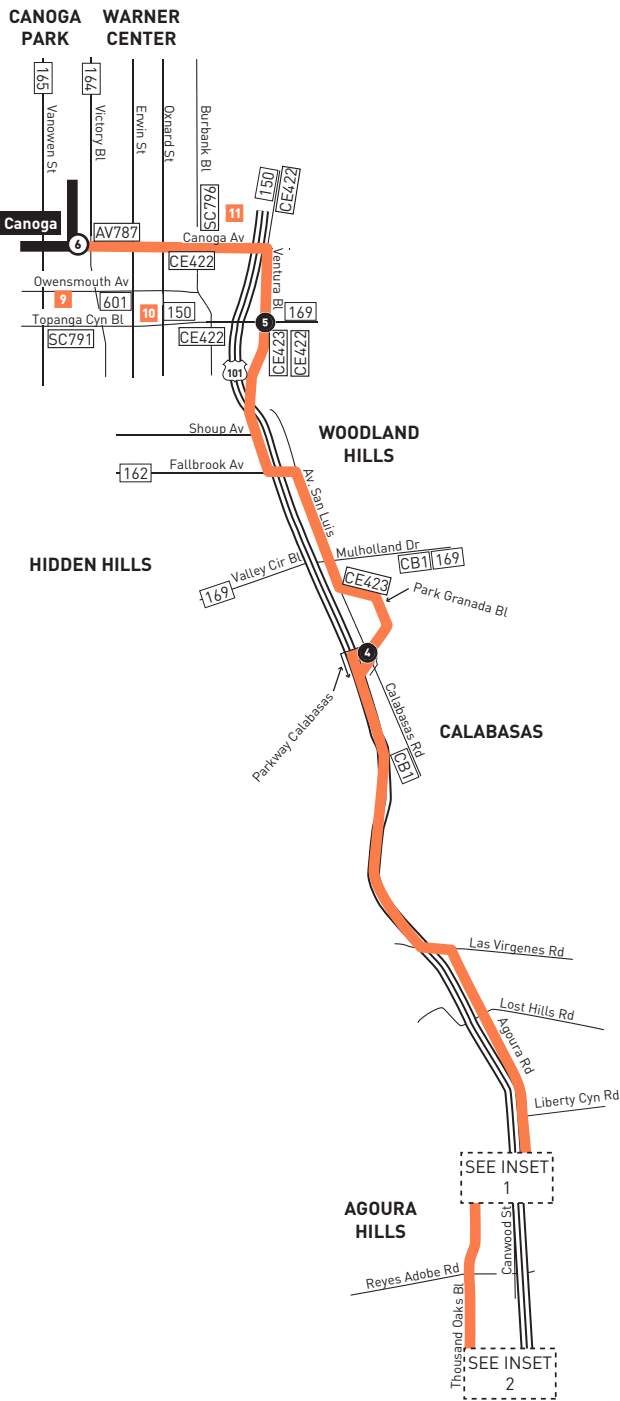 CANOGA
PARK
WARNER
CENTER
165
164
Vanowen St
Victory Bl
Erwin St
Oxnard St
Burbank Bl
SC796
11
150
CE422
Canoga
6
AV787
Canoga Av
CE422
Ventura Bl
Owensmouth Av
9
601
10
150
Topanga Cyn Bl
SC791
CE422
5
169
CE423
CE422
101
Shoup Av
WOODLAND
HILLS
162
Fallbrook Av
Av. San Luis
HIDDEN HILLS
Valley Cir Bl
169
Mulholland Dr
CB1
169
CE423
Park Granada Bl
4
Parkway Calabasas
Calabasas Rd
CALABASAS
CB1
Las Virgenes Rd
Lost Hills Rd
Agoura Rd
Liberty Cyn Rd
SEE INSET
1
AGOURA
HILLS
Canwood St
Reyes Adobe Rd
Thousand Oaks Bl
SEE INSET
2